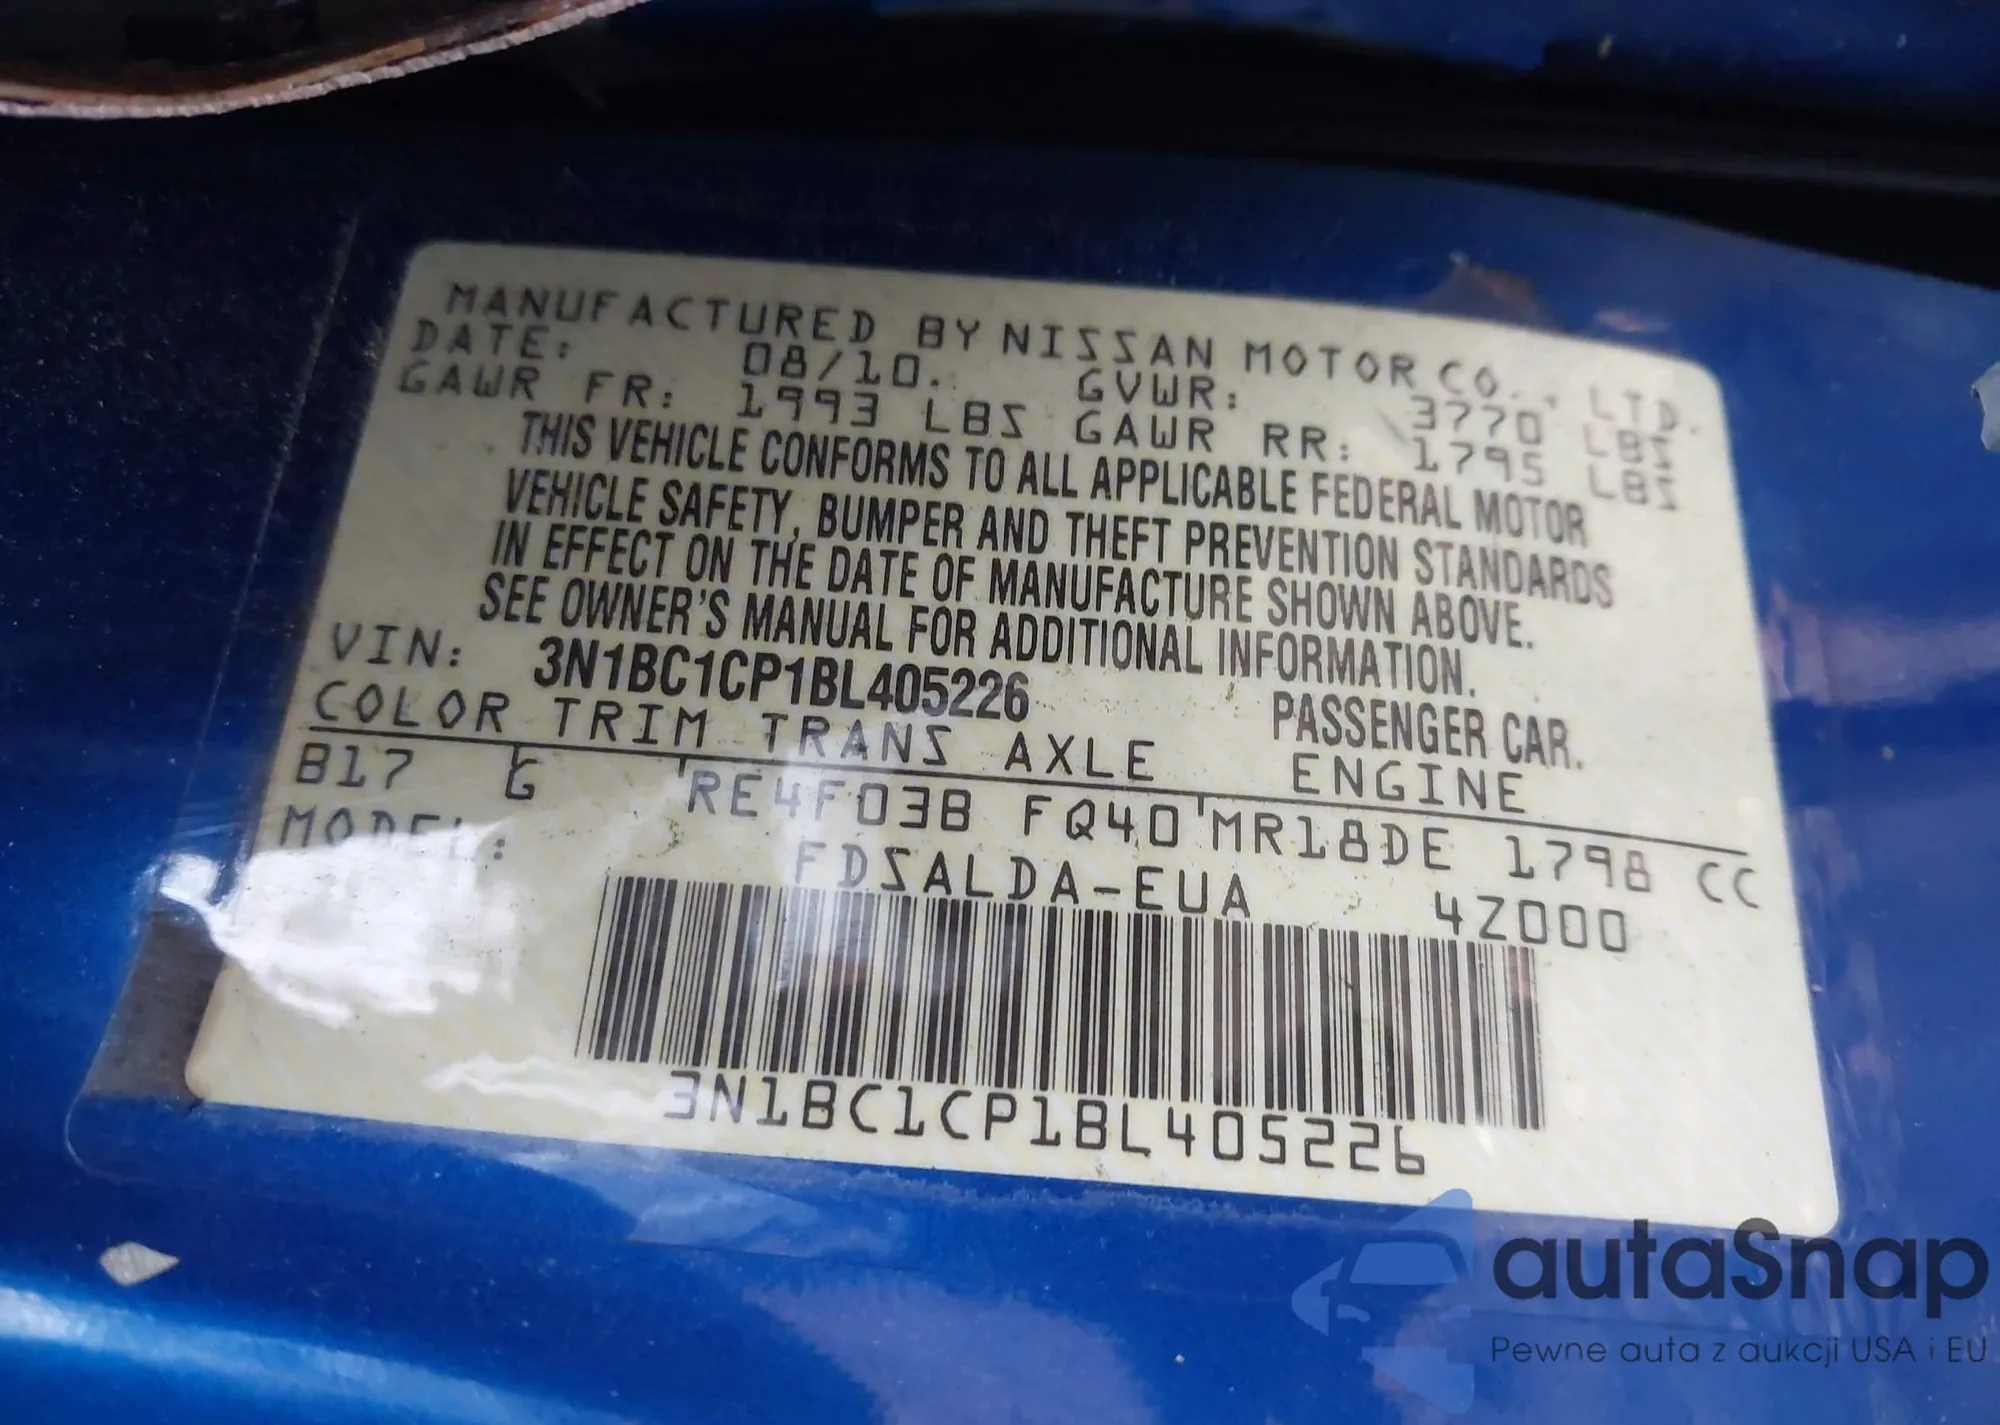 MANUFACTURED BY NISSAN MOTOR CO., LTD.
DATE: 08/10. GVWR: 3770 LBS
GAWR FR: 1993 LBS GAWR RR: 1795 LBS
THIS VEHICLE CONFORMS TO ALL APPLICABLE FEDERAL MOTOR
VEHICLE SAFETY, BUMPER AND THEFT PREVENTION STANDARDS
IN EFFECT ON THE DATE OF MANUFACTURE SHOWN ABOVE.
SEE OWNER'S MANUAL FOR ADDITIONAL INFORMATION.
VIN: 3N1BC1CP1BL405226 PASSENGER CAR.
COLOR TRIM TRANS AXLE ENGINE
B17 G RE4F03B FQ40 MR18DE 1798 CC
MODEL: FDSALDA-EUA 4Z000
3N1BC1CP1BL405226
autaSnap
Pewne auta z aukcji USA i EU